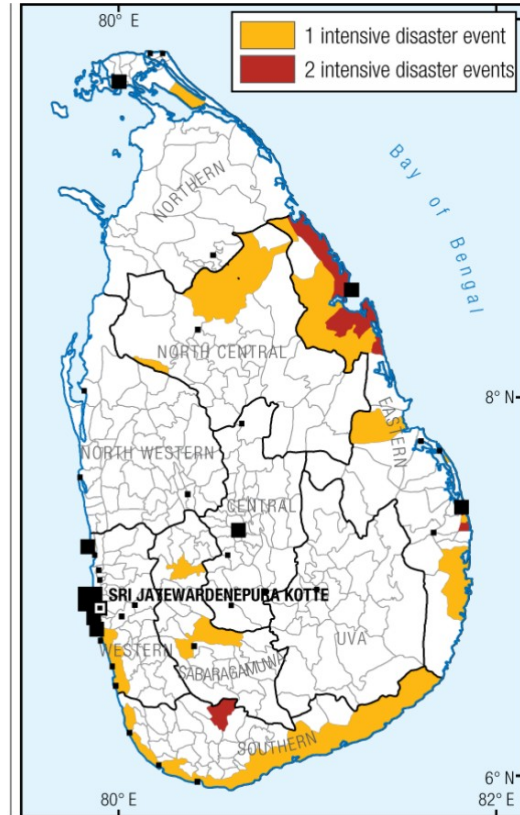 80° E
1 intensive disaster event
2 intensive disaster events
Bay of Bengal
NORTHERN
NORTH CENTRAL
8° N
EASTERN
NORTH WESTERN
CENTRAL
SRI JAYEWARDENEPURA KOTTE
WESTERN
UVA
SABARAGAMUWA
SOUTHERN
6° N
80° E
82° E